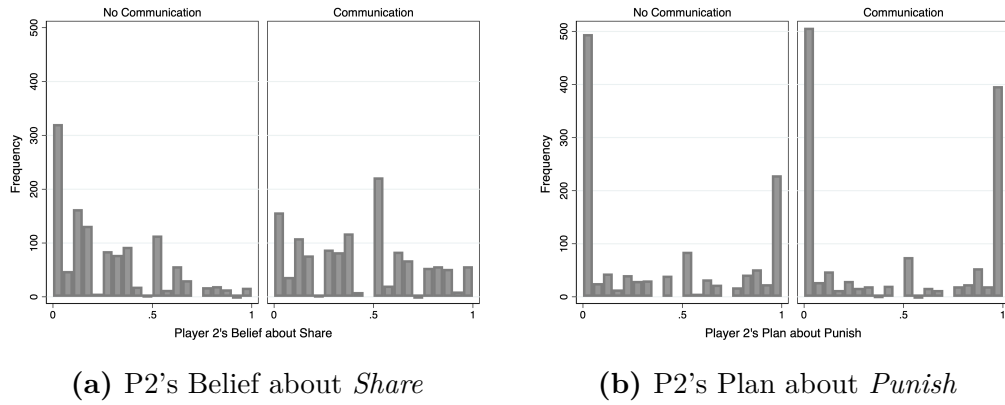 No Communication
Communication
Frequency
500
400
300
200
100
0
0 .5 1 0 .5 1
Player 2's Belief about Share
(a) P2's Belief about Share
No Communication
Communication
Frequency
500
400
300
200
100
0
0 .5 1 0 .5 1
Player 2's Plan about Punish
(b) P2's Plan about Punish